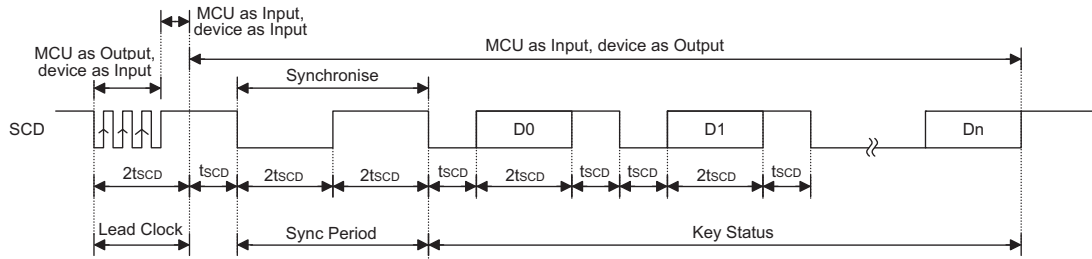 MCU as Input,
device as Input
MCU as Output,
device as Input
MCU as Input, device as Output
Synchronise
SCD
D0
D1
Dn
2tSCD
tSCD
2tSCD
2tSCD
tSCD
2tSCD
tSCD
tSCD
2tSCD
tSCD
Lead Clock
Sync Period
Key Status